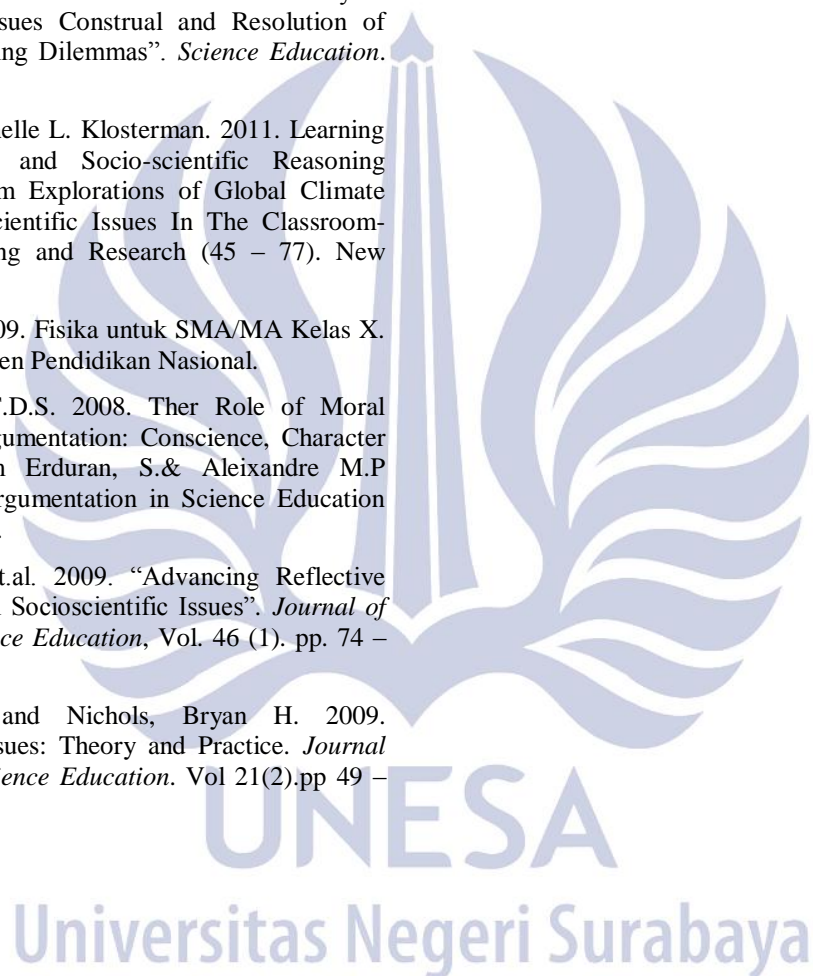 sues Construal and Resolution of
ing Dilemmas”. Science Education.
elle L. Klosterman. 2011. Learning
and Socio-scientific Reasoning
m Explorations of Global Climate
cientific Issues In The Classroom-
ng and Research (45 – 77). New
09. Fisika untuk SMA/MA Kelas X.
en Pendidikan Nasional.
.D.S. 2008. Ther Role of Moral
gumentation: Conscience, Character
n Erduran, S.& Aleixandre M.P
rgumentation in Science Education
.
t.al. 2009. “Advancing Reflective
Socioscientific Issues”. Journal of
ce Education, Vol. 46 (1). pp. 74 –
and Nichols, Bryan H. 2009.
sues: Theory and Practice. Journal
ience Education. Vol 21(2).pp 49 –
UNESA
Universitas Negeri Surabaya